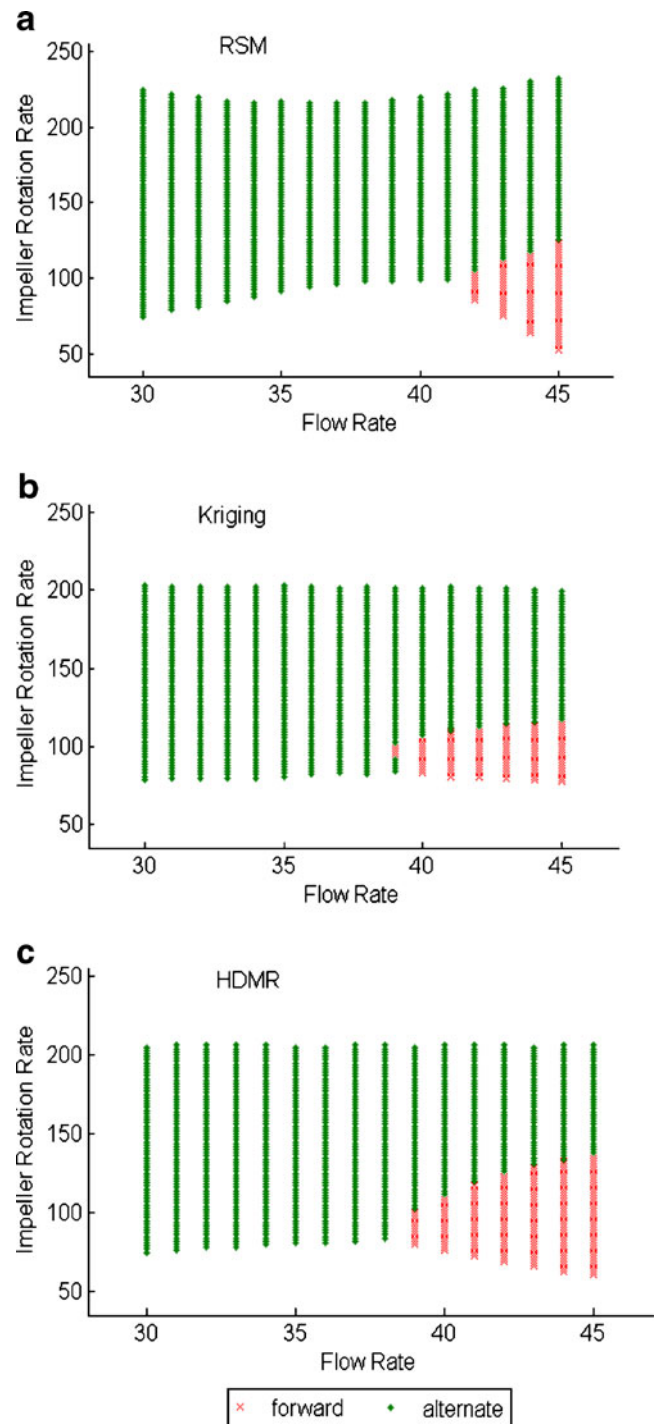 a
RSM
250
200
150
100
50
Impeller Rotation Rate
30 35 40 45
Flow Rate
b
Kriging
250
200
150
100
50
Impeller Rotation Rate
30 35 40 45
Flow Rate
c
HDMR
250
200
150
100
50
Impeller Rotation Rate
30 35 40 45
Flow Rate
forward alternate